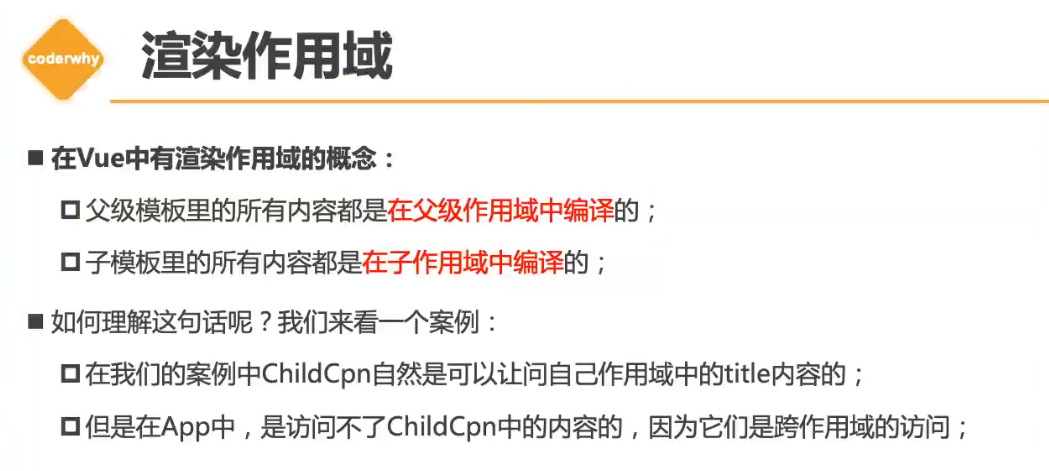 coderwhy
渲染作用域
■ 在Vue中有渲染作用域的概念：
父级模板里的所有内容都是在父级作用域中编译的；
子模板里的所有内容都是在子作用域中编译的；
■ 如何理解这句话呢？我们来看一个案例：
在我们的案例中ChildCpn自然是可以让问自己作用域中的title内容的；
但是在App中，是访问不了ChildCpn中的内容的，因为它们是跨作用域的访问；